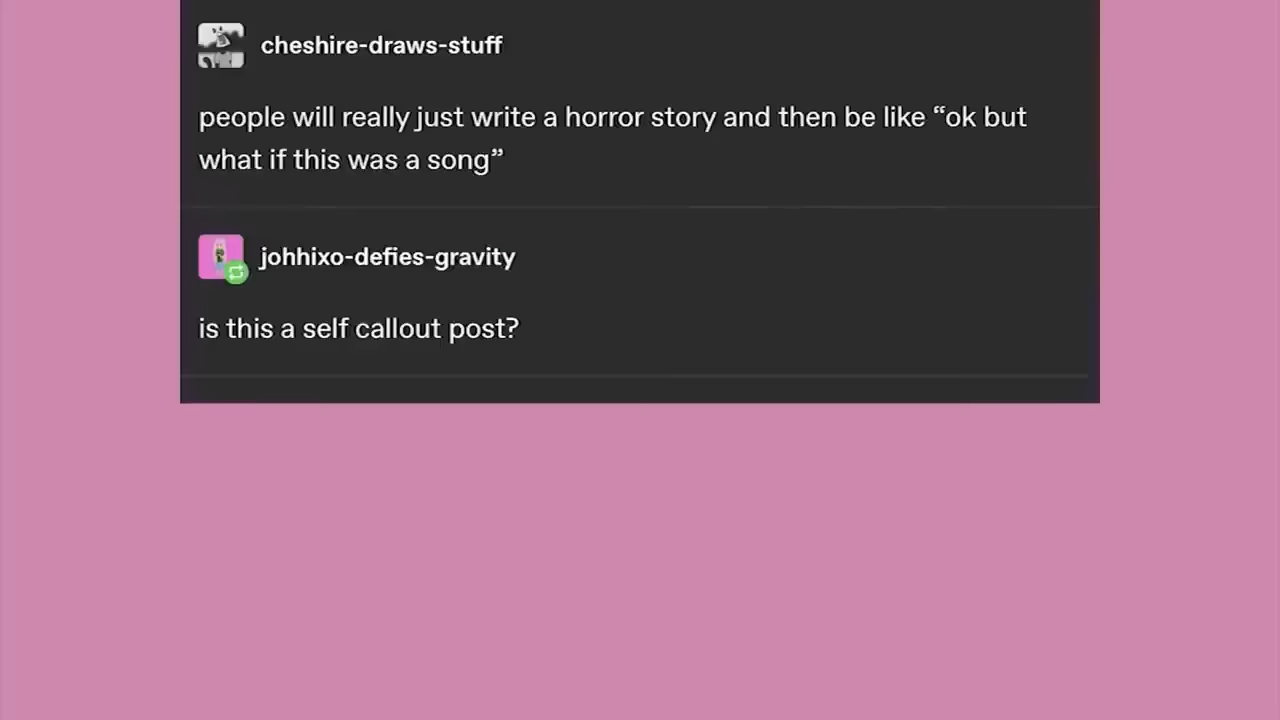 cheshire-draws-stuff
people will really just write a horror story and then be like “ok but
what if this was a song”
johhixo-defies-gravity
is this a self callout post?